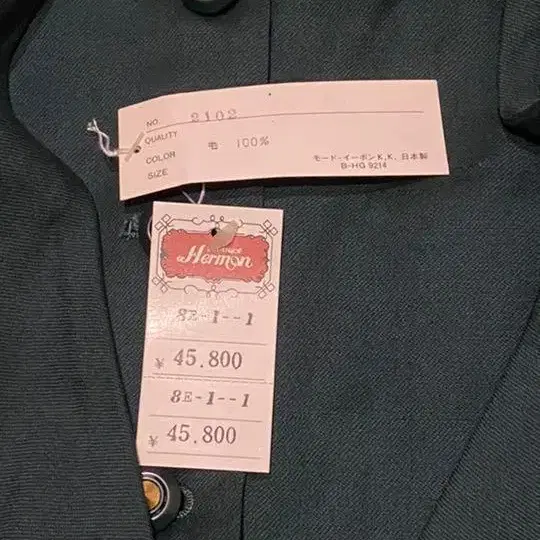 NO. 2102
QUALITY
毛 100%
COLOR
SIZE
モード・イーボンK.K. 日本製
B-HG 9214
Herman
8E-1--1
¥ 45.800
8E-1--1
¥ 45.800